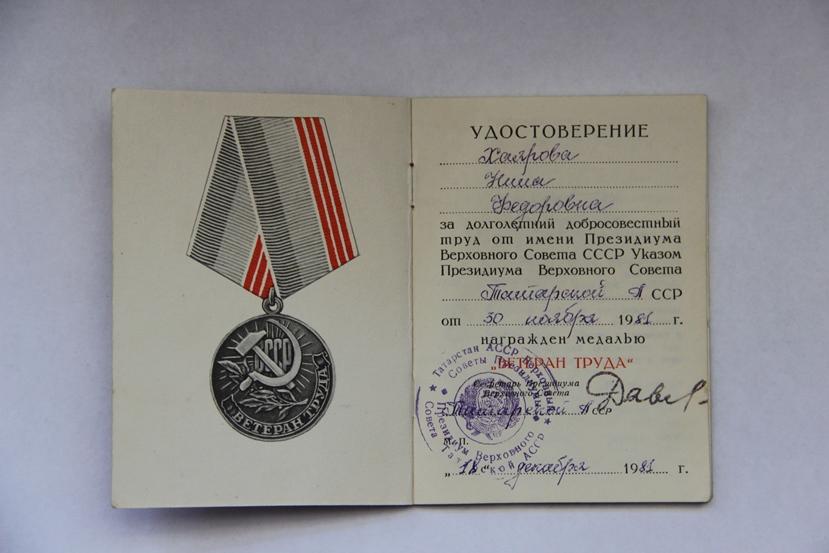 СССР
ВЕТЕРАН ТРУДА
УДОСТОВЕРЕНИЕ
Хаярова
Нина
Федоровна
за долголетний добросовестный
труд от имени Президиума
Верховного Совета СССР Указом
Президиума Верховного Совета
Татарской А ССР
от 30 ноября 1981 г.
награжден медалью
„ВЕТЕРАН ТРУДА"
Секретарь Президиума
Верховного Совета
Татарской А ССР
М.П.
„18" декабря 1981 г.